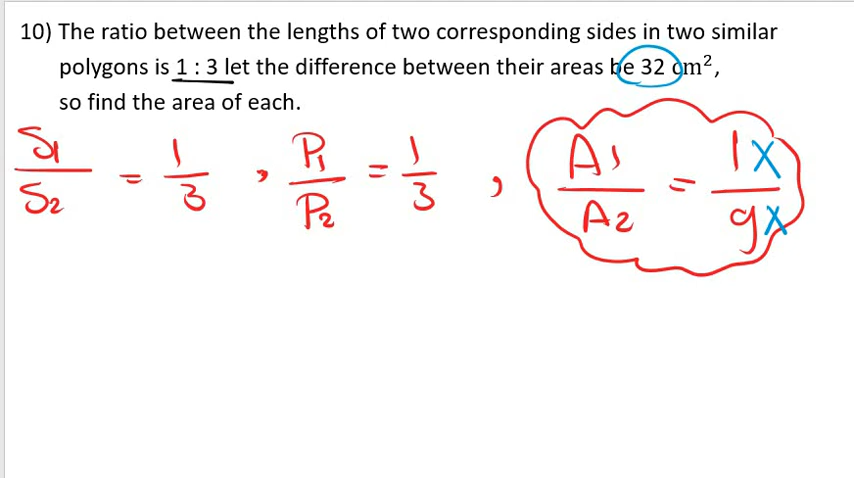 10) The ratio between the lengths of two corresponding sides in two similar
polygons is 1 : 3 let the difference between their areas be 32 cm²,
so find the area of each.
S1/S2 = 1/3 , P1/P2 = 1/3 , A1/A2 = 1x/9x